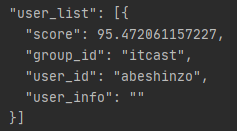 "user_list": [{
  "score": 95.472061157227,
  "group_id": "itcast",
  "user_id": "abeshinzo",
  "user_info": ""
}]